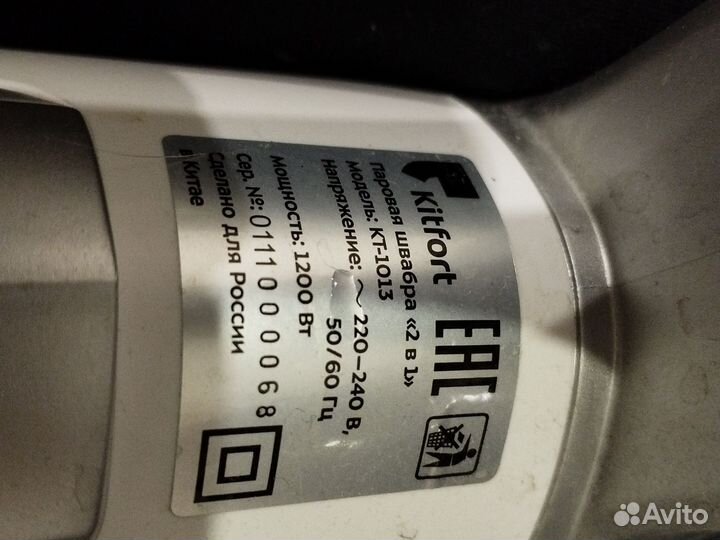 Kitfort
Паровая швабра «2 в 1»
Модель: КТ-1013
Напряжение: ~ 220–240 В,
50/60 Гц
Мощность: 1200 Вт
Сер. №: 0111000068
Сделано для России
в Китае
EAC
Avito